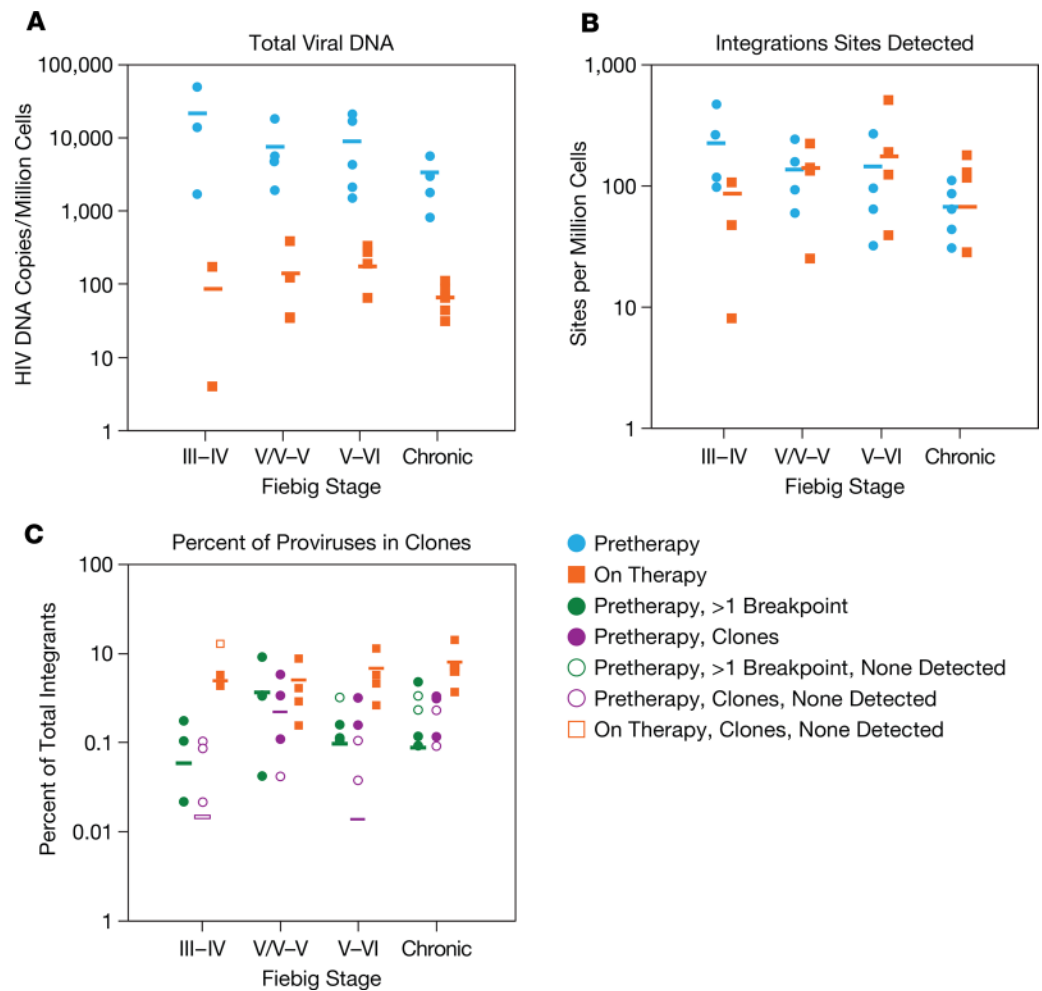 A
Total Viral DNA
HIV DNA Copies/Million Cells
100,000
10,000
1,000
100
10
1
III–IV
V/V–V
V–VI
Chronic
Fiebig Stage
B
Integrations Sites Detected
Sites per Million Cells
1,000
100
10
1
III–IV
V/V–V
V–VI
Chronic
Fiebig Stage
C
Percent of Proviruses in Clones
Percent of Total Integrants
100
10
0.1
0.01
1
III–IV
V/V–V
V–VI
Chronic
Fiebig Stage
Pretherapy
On Therapy
Pretherapy, >1 Breakpoint
Pretherapy, Clones
Pretherapy, >1 Breakpoint, None Detected
Pretherapy, Clones, None Detected
On Therapy, Clones, None Detected